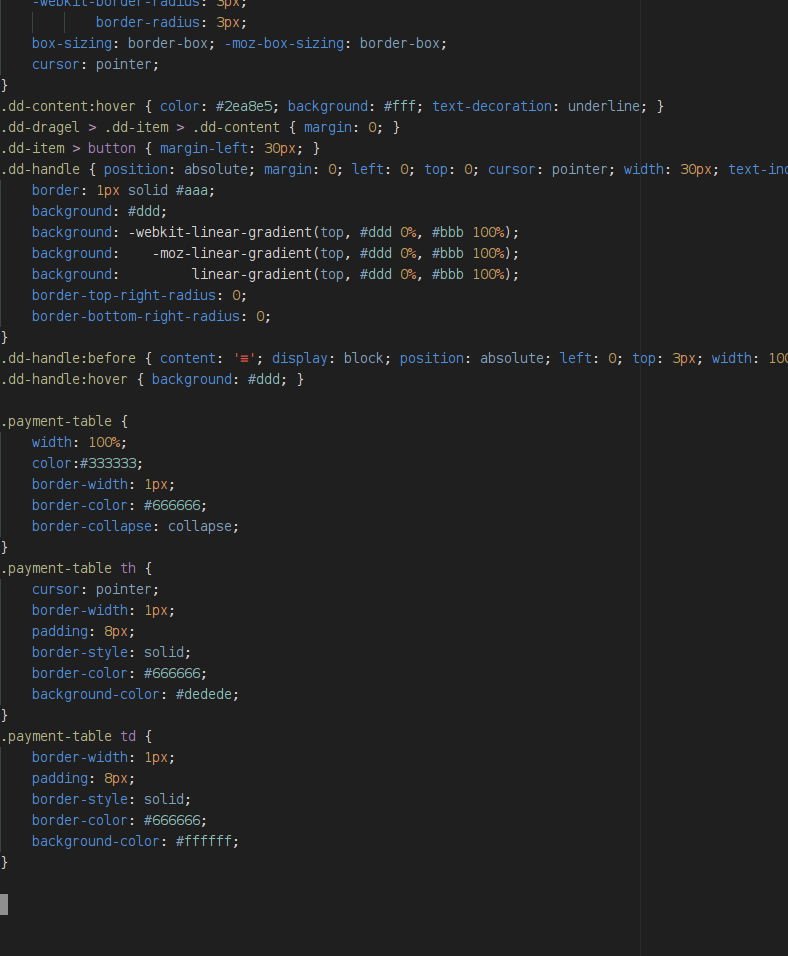 -webkit-border-radius: 3px;
border-radius: 3px;
box-sizing: border-box; -moz-box-sizing: border-box;
cursor: pointer;
}
.dd-content:hover { color: #2ea8e5; background: #fff; text-decoration: underline; }
.dd-dragel > .dd-item > .dd-content { margin: 0; }
.dd-item > button { margin-left: 30px; }
.dd-handle { position: absolute; margin: 0; left: 0; top: 0; cursor: pointer; width: 30px;
border: 1px solid #aaa;
background: #ddd;
background: -webkit-linear-gradient(top, #ddd 0%, #bbb 100%);
background:    -moz-linear-gradient(top, #ddd 0%, #bbb 100%);
background:         linear-gradient(top, #ddd 0%, #bbb 100%);
border-top-right-radius: 0;
border-bottom-right-radius: 0;
}
.dd-handle:before { content: '≡'; display: block; position: absolute; left: 0; top: 3px; width: 100
.dd-handle:hover { background: #ddd; }
.payment-table {
width: 100%;
color:#333333;
border-width: 1px;
border-color: #666666;
border-collapse: collapse;
}
.payment-table th {
cursor: pointer;
border-width: 1px;
padding: 8px;
border-style: solid;
border-color: #666666;
background-color: #dedede;
}
.payment-table td {
border-width: 1px;
padding: 8px;
border-style: solid;
border-color: #666666;
background-color: #ffffff;
}